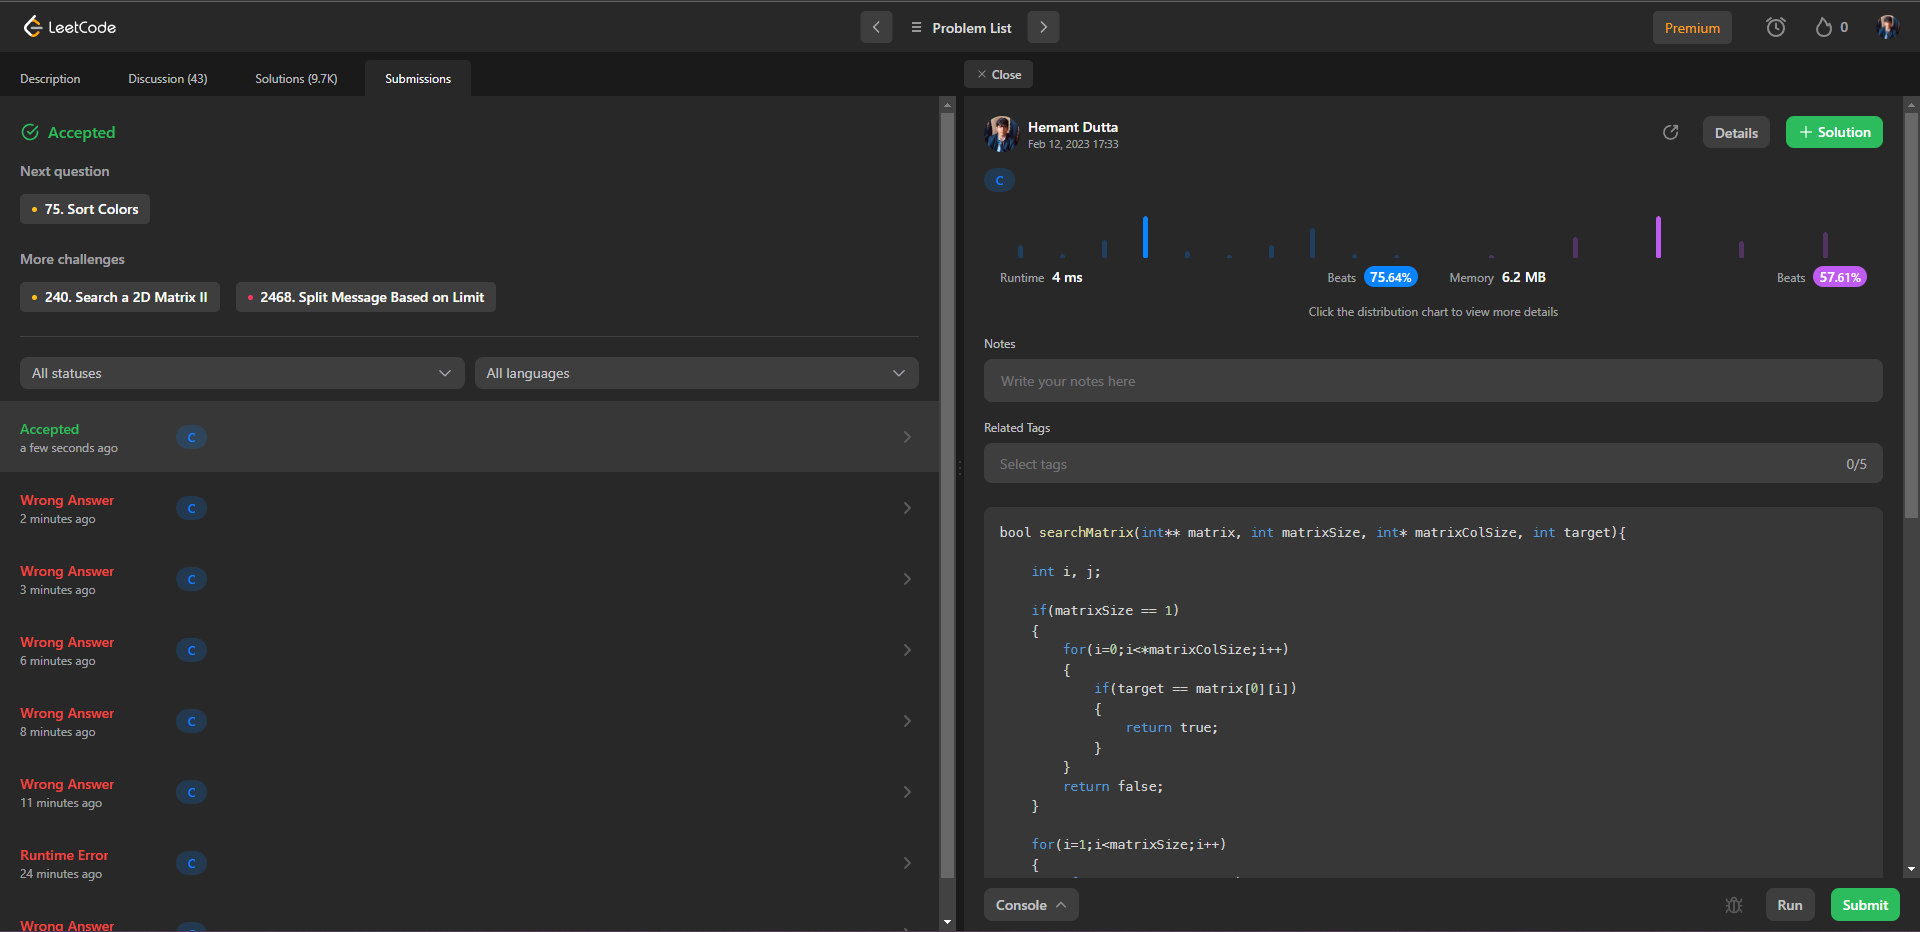 LeetCode
Problem List
Premium
0
Description
Discussion (43)
Solutions (9.7K)
Submissions
Accepted
Next question
75. Sort Colors
More challenges
240. Search a 2D Matrix II
2468. Split Message Based on Limit
All statuses
All languages
Accepted
a few seconds ago
C
Wrong Answer
2 minutes ago
C
Wrong Answer
3 minutes ago
C
Wrong Answer
6 minutes ago
C
Wrong Answer
8 minutes ago
C
Wrong Answer
11 minutes ago
C
Runtime Error
24 minutes ago
C
Wrong Answer
Close
Hemant Dutta
Feb 12, 2023 17:33
Details
+ Solution
C
Runtime 4 ms
Beats 75.64%
Memory 6.2 MB
Beats 57.61%
Click the distribution chart to view more details
Notes
Write your notes here
Related Tags
Select tags
0/5
bool searchMatrix(int** matrix, int matrixSize, int* matrixColSize, int target){
int i, j;
if(matrixSize == 1)
{
for(i=0;i<*matrixColSize;i++)
{
if(target == matrix[0][i])
{
return true;
}
}
return false;
}
for(i=1;i<matrixSize;i++)
{
Console
Run
Submit